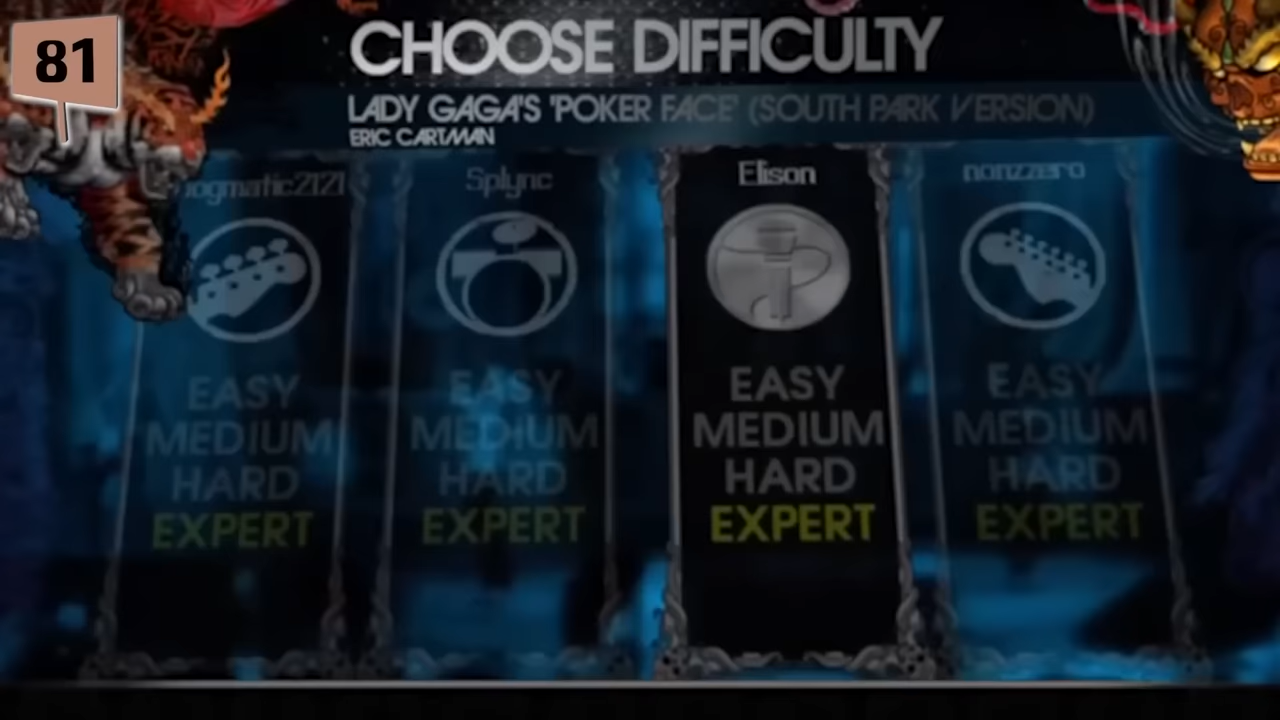 81
CHOOSE DIFFICULTY
LADY GAGA'S 'POKER FACE' (SOUTH PARK VERSION)
ERIC CARTMAN
Splync
Elison
nonzzero
EASY
MEDIUM
HARD
EXPERT
EASY
MEDIUM
HARD
EXPERT
EASY
MEDIUM
HARD
EXPERT
EASY
MEDIUM
HARD
EXPERT